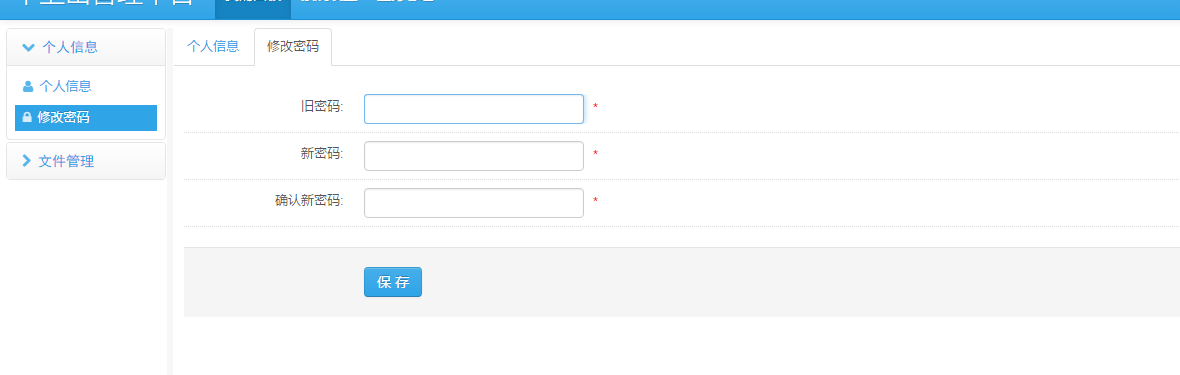 个人信息
个人信息
修改密码
文件管理
个人信息 修改密码
旧密码: *
新密码: *
确认新密码: *
保 存